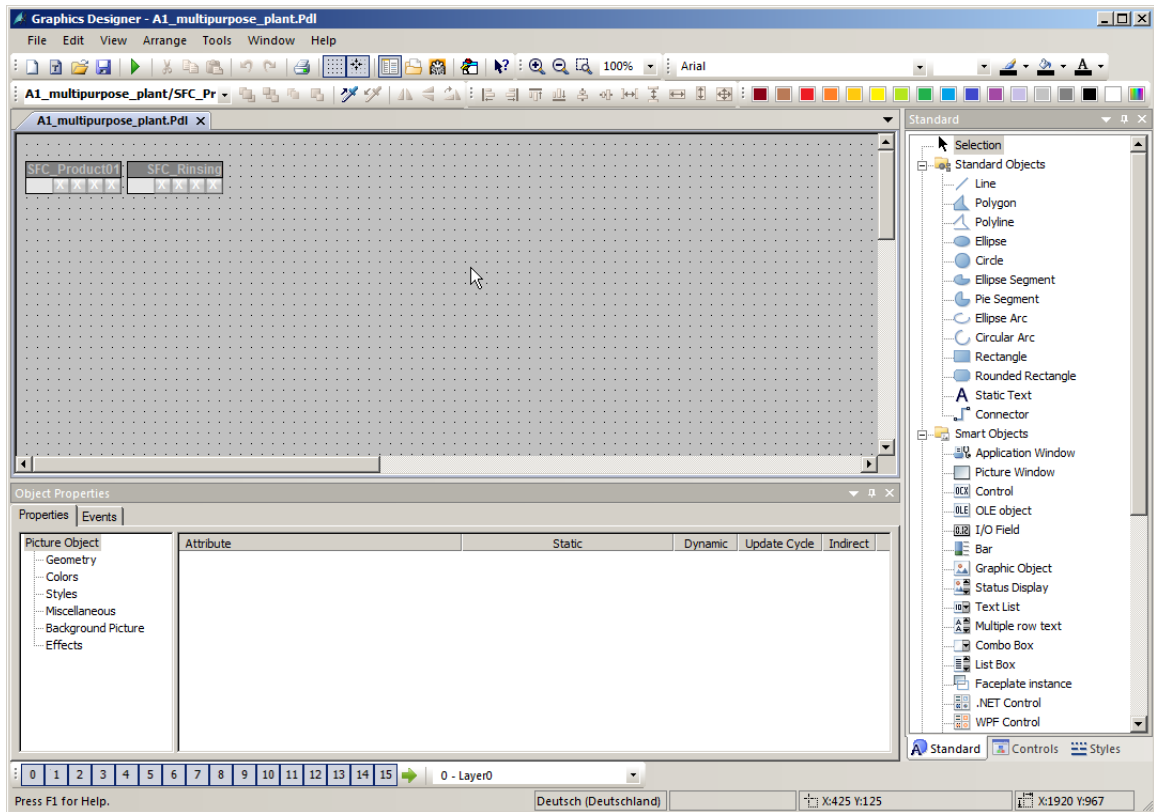 Graphics Designer - A1_multipurpose_plant.Pdl
File Edit View Arrange Tools Window Help
100% Arial
A1_multipurpose_plant/SFC_Pr
A1_multipurpose_plant.Pdl X
SFC_Product01 SFC_Rinsing
X X X X X X X X
Object Properties
Properties Events
Picture Object
Geometry
Colors
Styles
Miscellaneous
Background Picture
Effects
Attribute Static Dynamic Update Cycle Indirect
Standard
Selection
Standard Objects
Line
Polygon
Polyline
Ellipse
Circle
Ellipse Segment
Pie Segment
Ellipse Arc
Circular Arc
Rectangle
Rounded Rectangle
A Static Text
Connector
Smart Objects
Application Window
Picture Window
OCX Control
OLE OLE object
0.12 I/O Field
Bar
Graphic Object
Status Display
Text List
Multiple row text
Combo Box
List Box
Faceplate instance
.NET Control
WPF Control
Standard Controls Styles
0 1 2 3 4 5 6 7 8 9 10 11 12 13 14 15 0 - Layer0
Press F1 for Help. Deutsch (Deutschland) X:425 Y:125 X:1920 Y:967